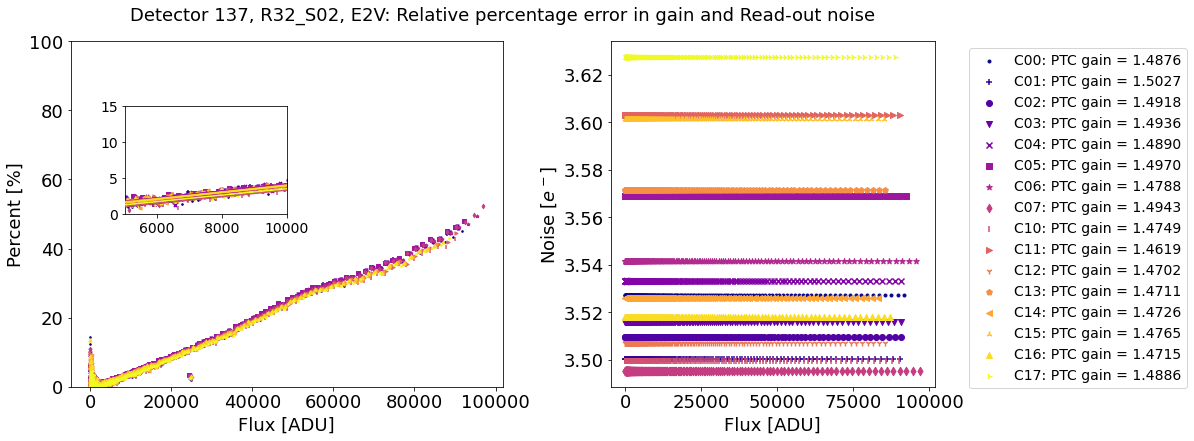 Detector 137, R32_S02, E2V: Relative percentage error in gain and Read-out noise
100
80
60
40
20
0
Percent [%]
15
10
5
0
6000 8000 10000
0 20000 40000 60000 80000 100000
Flux [ADU]
3.62
3.60
3.58
3.56
3.54
3.52
3.50
Noise [e⁻]
0 25000 50000 75000 100000
Flux [ADU]
C00: PTC gain = 1.4876
C01: PTC gain = 1.5027
C02: PTC gain = 1.4918
C03: PTC gain = 1.4936
C04: PTC gain = 1.4890
C05: PTC gain = 1.4970
C06: PTC gain = 1.4788
C07: PTC gain = 1.4943
C10: PTC gain = 1.4749
C11: PTC gain = 1.4619
C12: PTC gain = 1.4702
C13: PTC gain = 1.4711
C14: PTC gain = 1.4726
C15: PTC gain = 1.4765
C16: PTC gain = 1.4715
C17: PTC gain = 1.4886